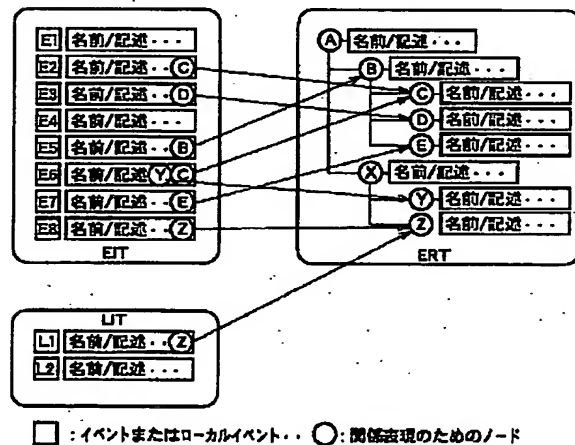 E1 名前/記述・・・
E2 名前/記述・・C
E3 名前/記述・・D
E4 名前/記述・・・
E5 名前/記述・・B
E6 名前/記述 Y C
E7 名前/記述・・E
E8 名前/記述・・Z
EIT
A 名前/記述・・・
B 名前/記述・・・
C 名前/記述・・・
D 名前/記述・・・
E 名前/記述・・・
X 名前/記述・・・
Y 名前/記述・・・
Z 名前/記述・・・
ERT
LIT
L1 名前/記述・・Z
L2 名前/記述・・・
:イベントまたはローカルイベント・・ :関係表現のためのノード